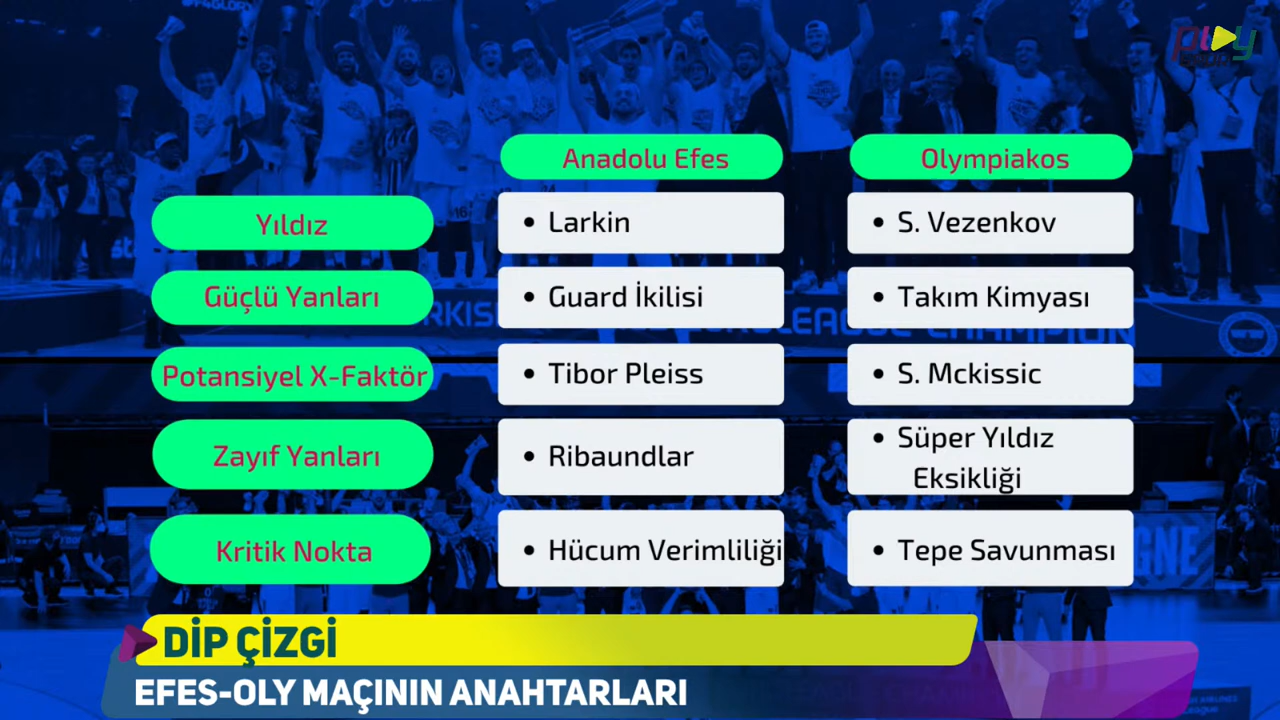 play
Anadolu Efes
Olympiakos
Yıldız
• Larkin
• S. Vezenkov
Güçlü Yanları
• Guard İkilisi
• Takım Kimyası
Potansiyel X-Faktör
• Tibor Pleiss
• S. Mckissic
Zayıf Yanları
• Ribaundlar
• Süper Yıldız
Eksikliği
Kritik Nokta
• Hücum Verimliliği
• Tepe Savunması
DİP ÇİZGİ
EFES-OLY MAÇININ ANAHTARLARI